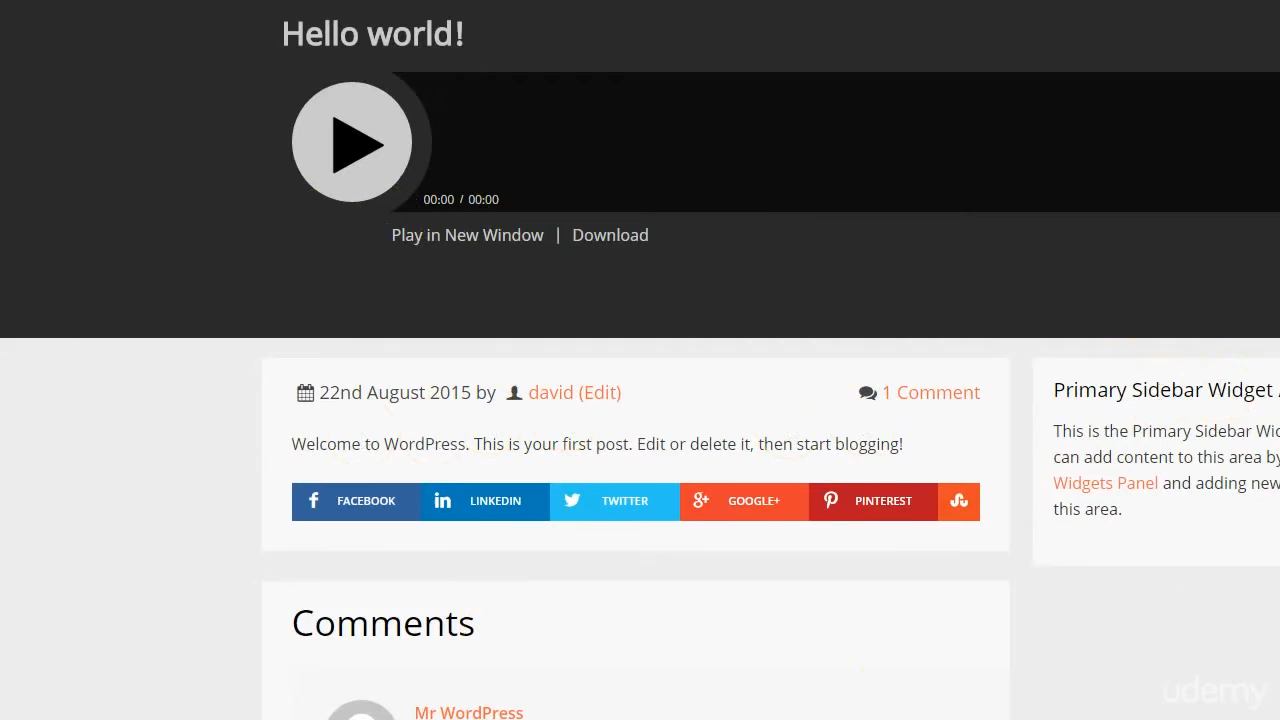 Hello world!
00:00 / 00:00
Play in New Window | Download
22nd August 2015 by david (Edit)
1 Comment
Welcome to WordPress. This is your first post. Edit or delete it, then start blogging!
FACEBOOK LINKEDIN TWITTER GOOGLE+ PINTEREST
Primary Sidebar Widget
This is the Primary Sidebar
can add content to this area by
Widgets Panel and adding new
this area.
Comments
Mr WordPress
udemy